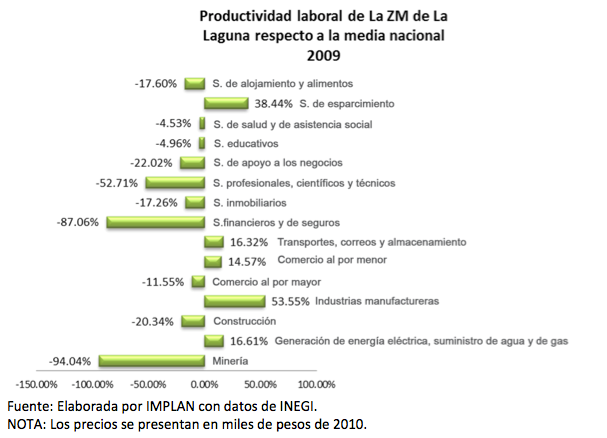 Productividad laboral de La ZM de La
Laguna respecto a la media nacional
2009
-17.60% S. de alojamiento y alimentos
38.44% S. de esparcimiento
-4.53% S. de salud y de asistencia social
-4.96% S. educativos
-22.02% S. de apoyo a los negocios
-52.71% S. profesionales, científicos y técnicos
-17.26% S. inmobiliarios
-87.06% S.financieros y de seguros
16.32% Transportes, correos y almacenamiento
14.57% Comercio al por menor
-11.55% Comercio al por mayor
53.55% Industrias manufactureras
-20.34% Construcción
16.61% Generación de energía eléctrica, suministro de agua y de gas
-94.04% Minería
-150.00% -100.00% -50.00% 0.00% 50.00% 100.00%
Fuente: Elaborada por IMPLAN con datos de INEGI.
NOTA: Los precios se presentan en miles de pesos de 2010.